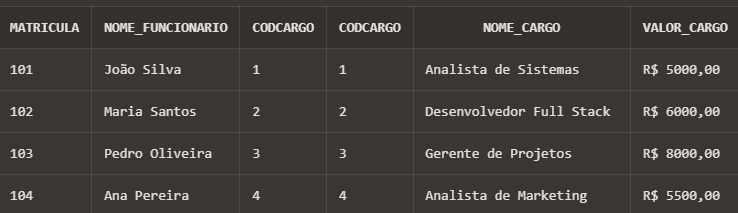 MATRICULA NOME_FUNCIONARIO CODCARGO CODCARGO NOME_CARGO VALOR_CARGO
101 João Silva 1 1 Analista de Sistemas R$ 5000,00
102 Maria Santos 2 2 Desenvolvedor Full Stack R$ 6000,00
103 Pedro Oliveira 3 3 Gerente de Projetos R$ 8000,00
104 Ana Pereira 4 4 Analista de Marketing R$ 5500,00